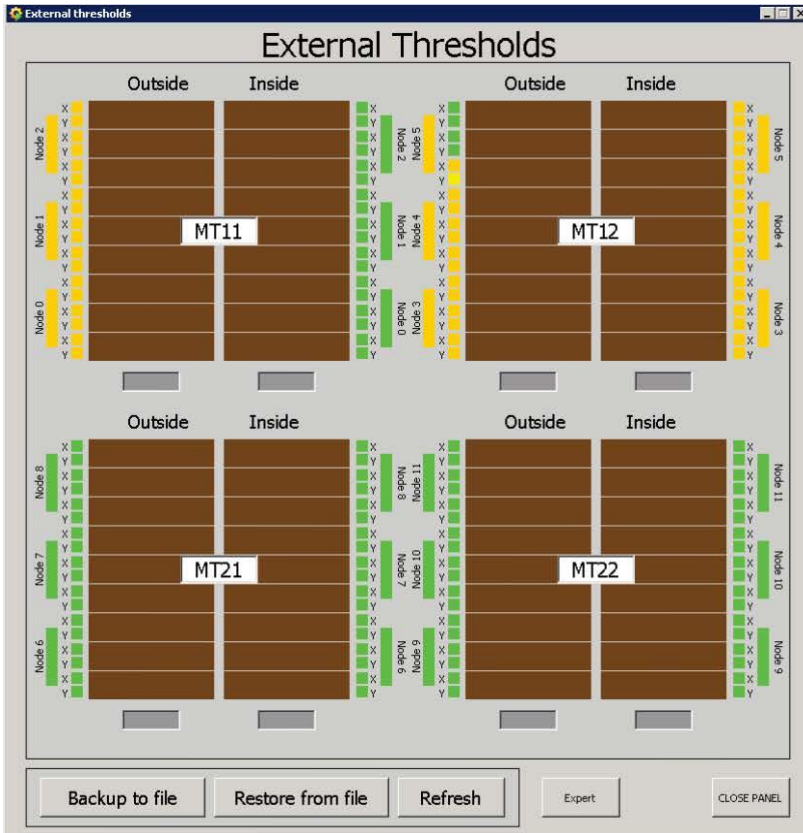 External thresholds
External Thresholds
Outside Inside Outside Inside
X X X X
Y Y Y Y
X X X X
Y Y Y Y
X X X X
Y Y Y Y
X X X X
Y Y Y Y
X X X X
Y Y Y Y
X X X X
Y Y Y Y
X X X X
Y Y Y Y
X X X X
Y Y Y Y
X X X X
Y Y Y Y
Node 2 Node 2 Node 5 Node 5
Node 1 Node 1 Node 4 Node 4
Node 0 Node 0 Node 3 Node 3
MT11 MT12
Outside Inside Outside Inside
X X X X
Y Y Y Y
X X X X
Y Y Y Y
X X X X
Y Y Y Y
X X X X
Y Y Y Y
X X X X
Y Y Y Y
X X X X
Y Y Y Y
X X X X
Y Y Y Y
X X X X
Y Y Y Y
X X X X
Y Y Y Y
Node 8 Node 8 Node 11 Node 11
Node 7 Node 7 Node 10 Node 10
Node 6 Node 6 Node 9 Node 9
MT21 MT22
Backup to file Restore from file Refresh Expert CLOSE PANEL